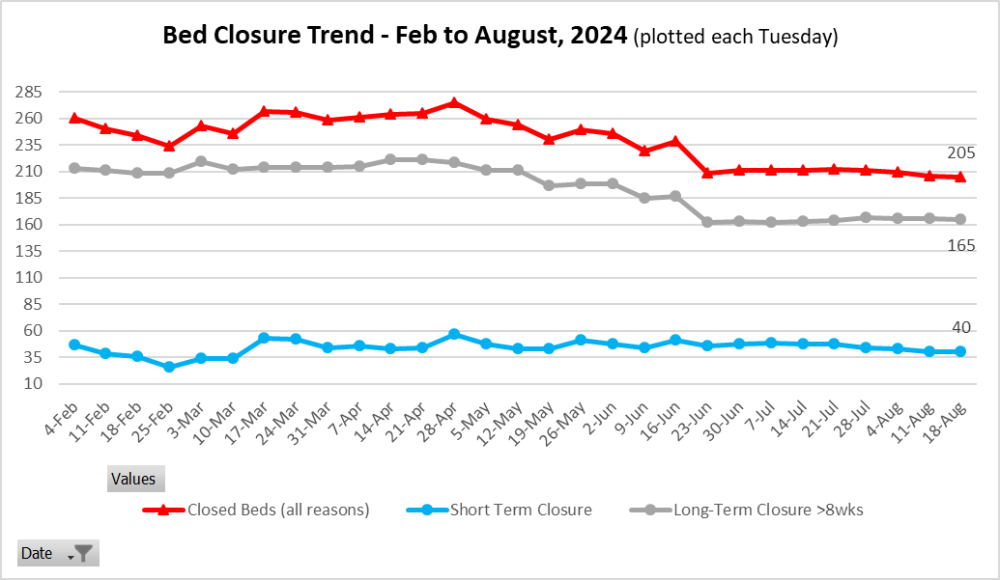 Bed Closure Trend - Feb to August, 2024 (plotted each Tuesday)
285
260
235
210
185
160
135
110
85
60
35
10
205
165
40
4-Feb
11-Feb
18-Feb
25-Feb
3-Mar
10-Mar
17-Mar
24-Mar
31-Mar
7-Apr
14-Apr
21-Apr
28-Apr
5-May
12-May
19-May
26-May
2-Jun
9-Jun
16-Jun
23-Jun
30-Jun
7-Jul
14-Jul
21-Jul
28-Jul
4-Aug
11-Aug
18-Aug
Values
Closed Beds (all reasons)
Short Term Closure
Long-Term Closure >8wks
Date